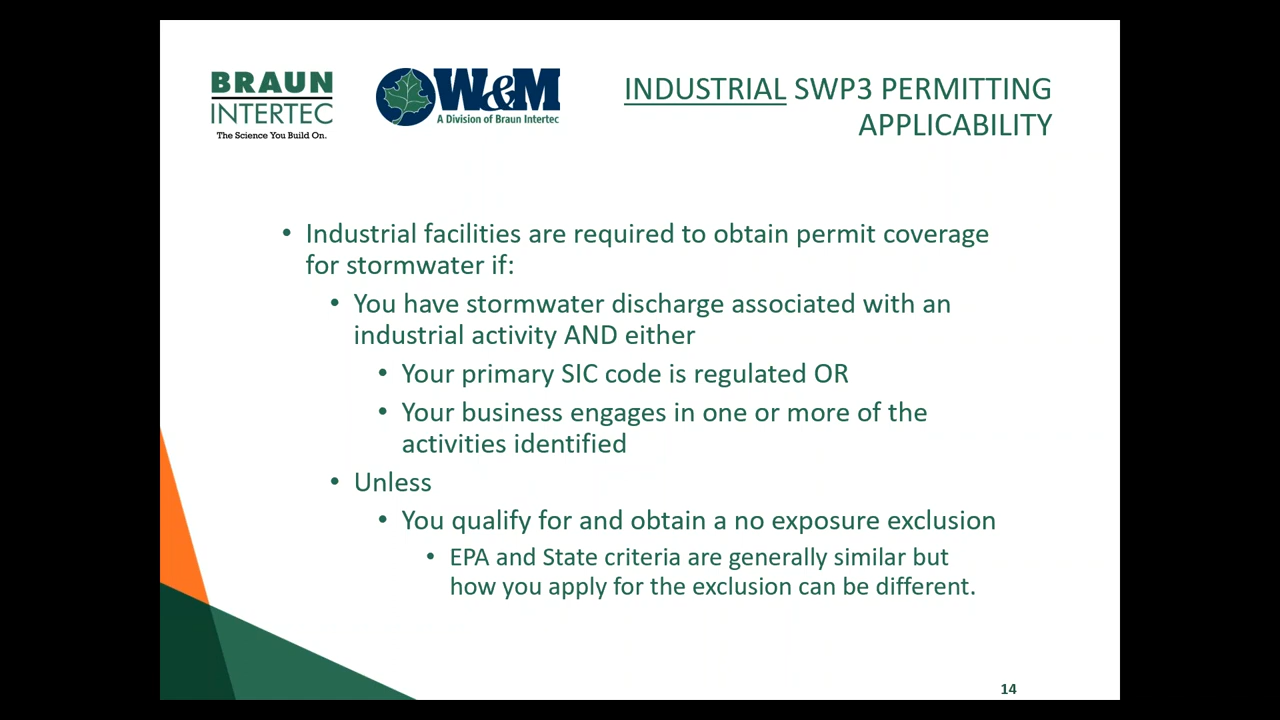 BRAUN
INTERTEC
The Science You Build On.
W&M
A Division of Braun Intertec
INDUSTRIAL SWP3 PERMITTING
APPLICABILITY
• Industrial facilities are required to obtain permit coverage
for stormwater if:
• You have stormwater discharge associated with an
industrial activity AND either
• Your primary SIC code is regulated OR
• Your business engages in one or more of the
activities identified
• Unless
• You qualify for and obtain a no exposure exclusion
• EPA and State criteria are generally similar but
how you apply for the exclusion can be different.
14